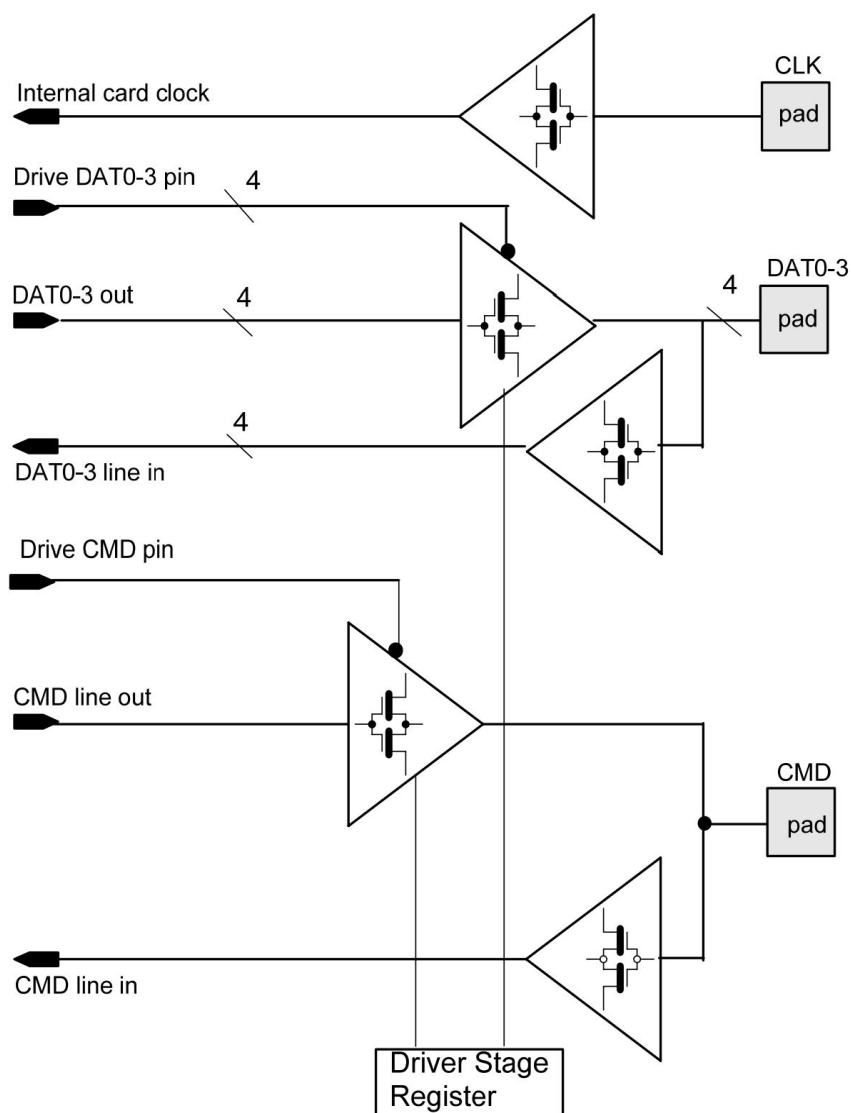 CLK
Internal card clock
pad
Drive DAT0-3 pin
4
DAT0-3
DAT0-3 out
4
4
pad
4
DAT0-3 line in
Drive CMD pin
CMD line out
CMD
pad
CMD line in
Driver Stage
Register